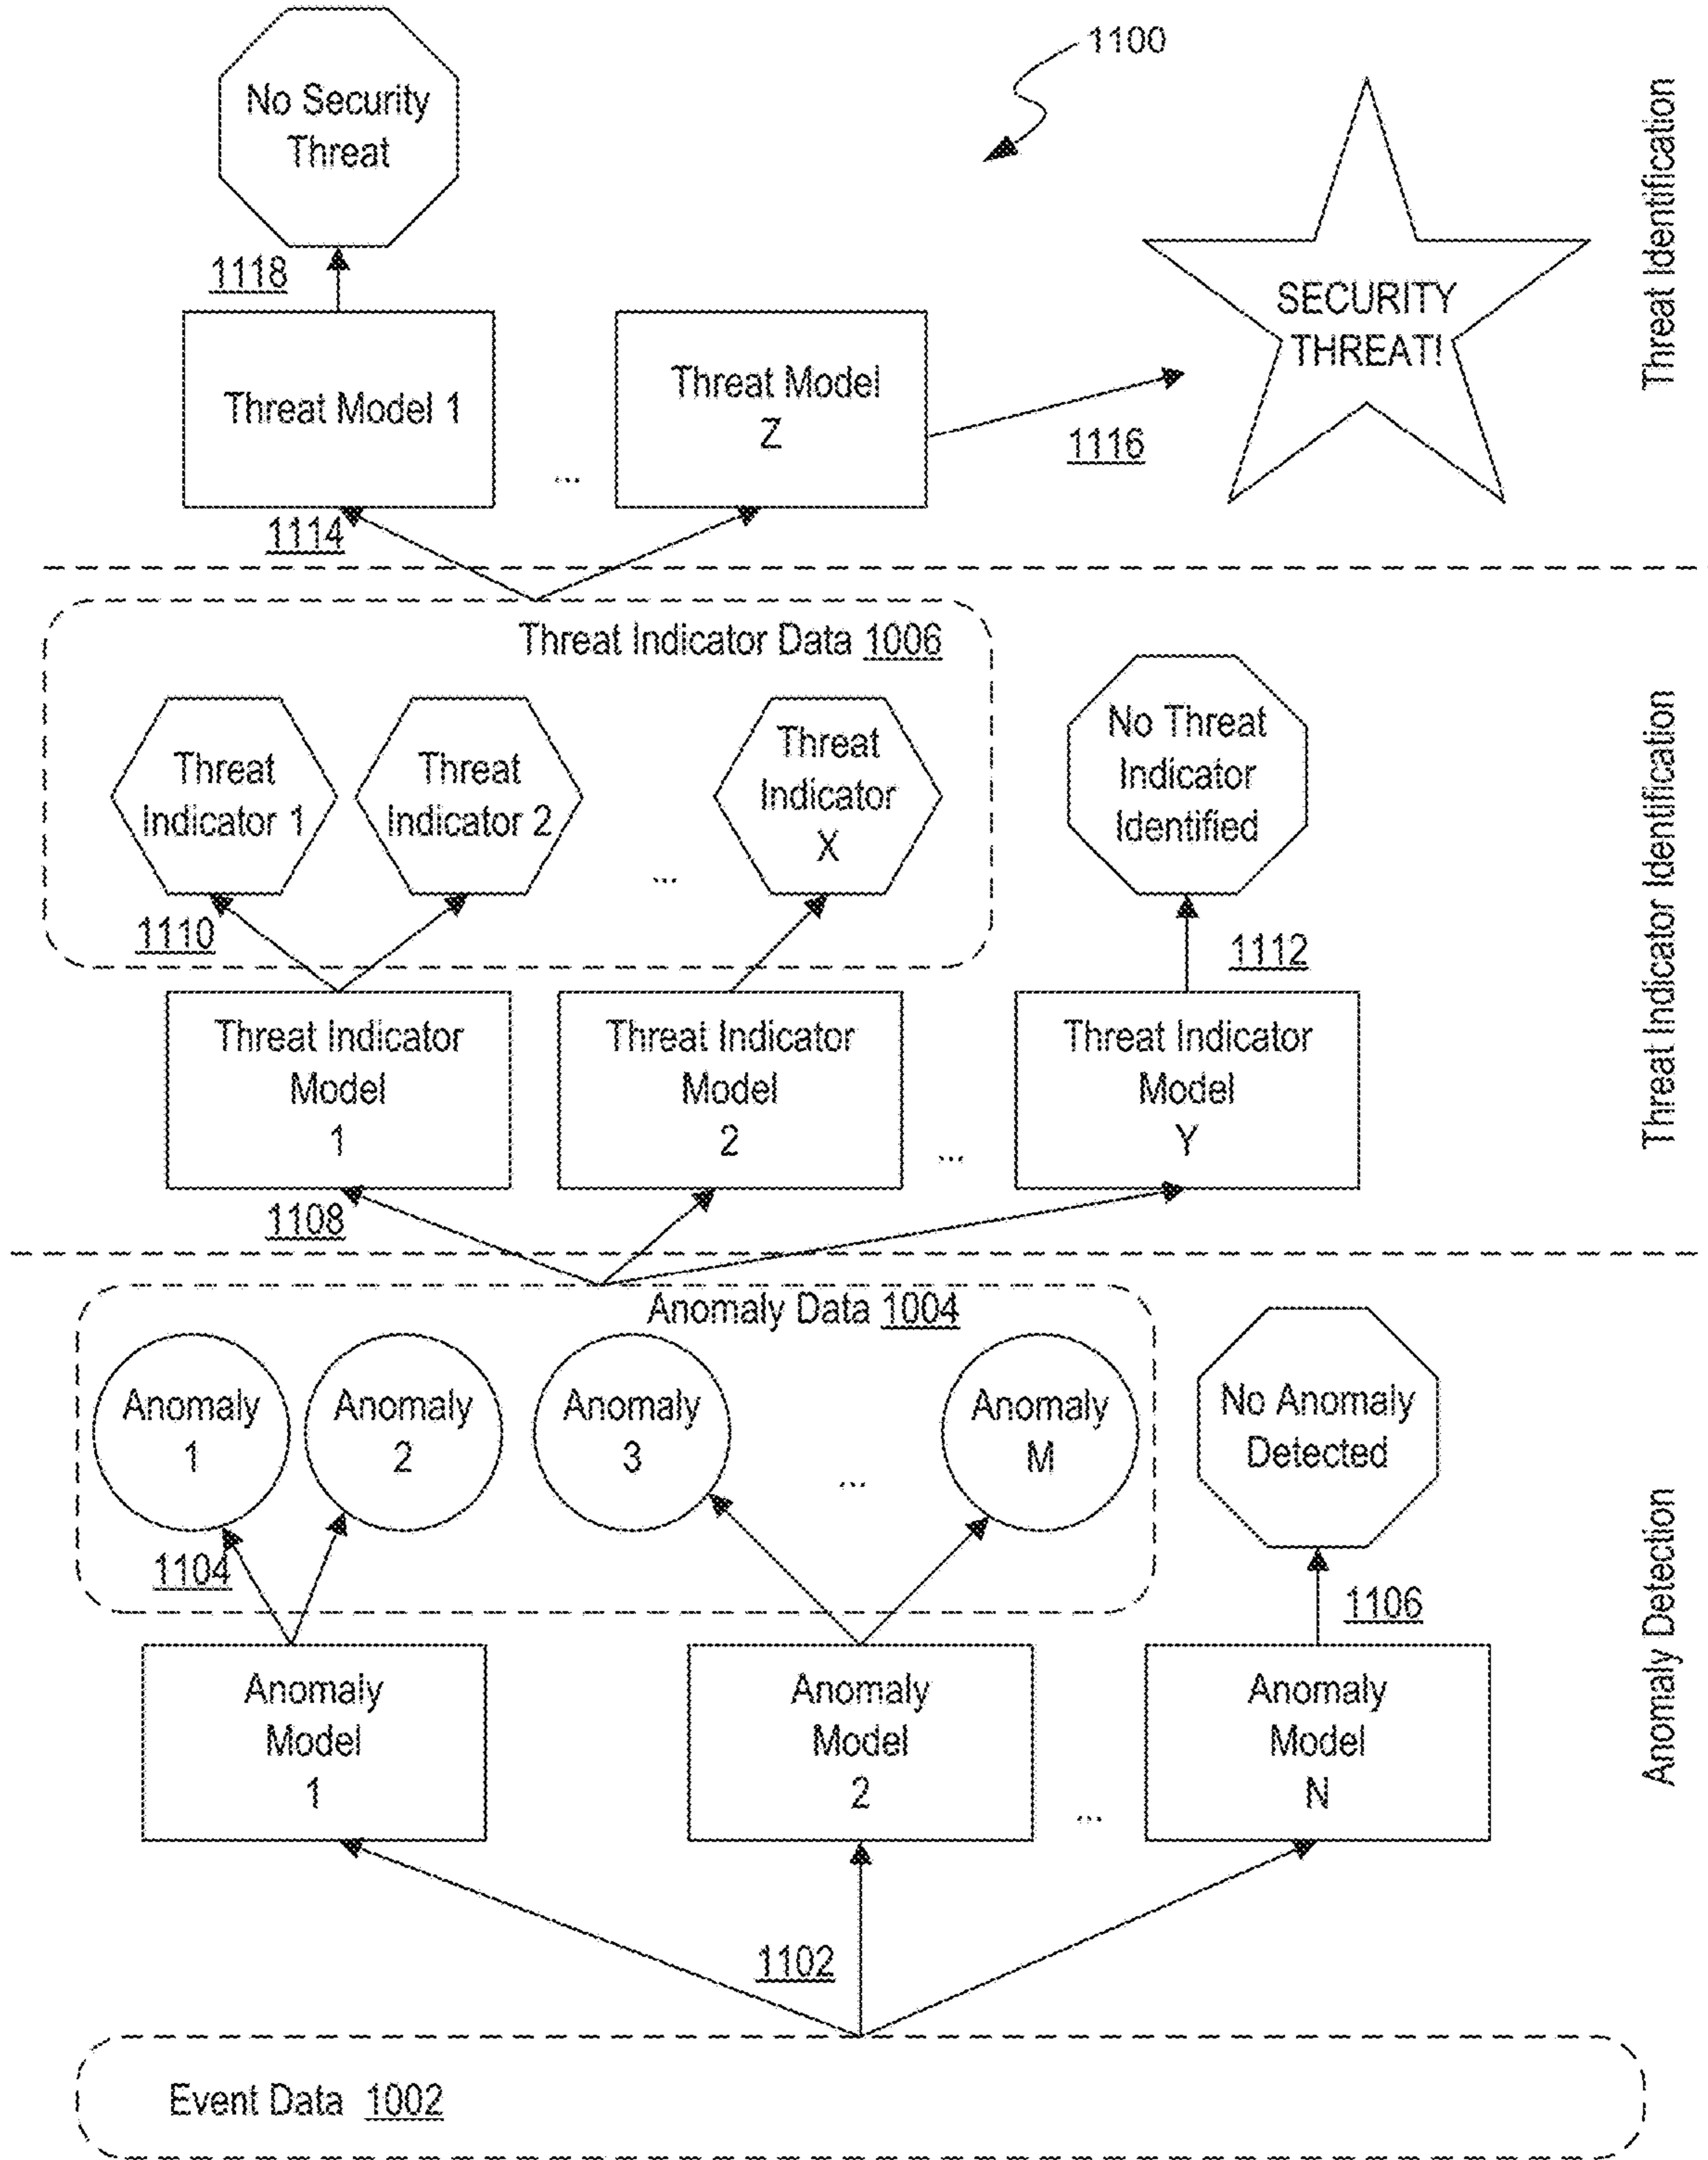 1100
No Security
Threat
Threat Identification
1118
SECURITY
THREAT!
Threat Model 1
Threat Model
Z
...
1116
1114
Threat Indicator Data 1006
Threat
Indicator 1
Threat
Indicator 2
...
Threat
Indicator
X
No Threat
Indicator
Identified
Threat Indicator Identification
1110
1112
Threat Indicator
Model
1
Threat Indicator
Model
2
...
Threat Indicator
Model
Y
1108
Anomaly Data 1004
Anomaly
1
Anomaly
2
Anomaly
3
...
Anomaly
M
No Anomaly
Detected
Anomaly Detection
1104
1106
Anomaly
Model
1
Anomaly
Model
2
...
Anomaly
Model
N
1102
Event Data 1002